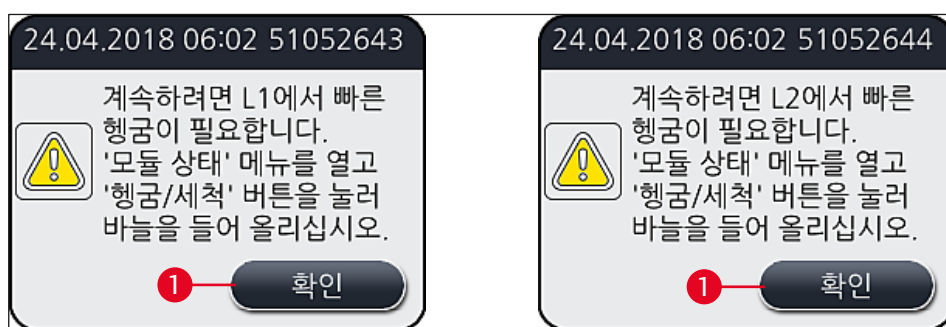 24.04.2018 06:02 51052643
계속하려면 L1에서 빠른
헹굼이 필요합니다.
'모듈 상태' 메뉴를 열고
'헹굼/세척' 버튼을 눌러
바늘을 들어 올리십시오.
1
확인
24.04.2018 06:02 51052644
계속하려면 L2에서 빠른
헹굼이 필요합니다.
'모듈 상태' 메뉴를 열고
'헹굼/세척' 버튼을 눌러
바늘을 들어 올리십시오.
1
확인